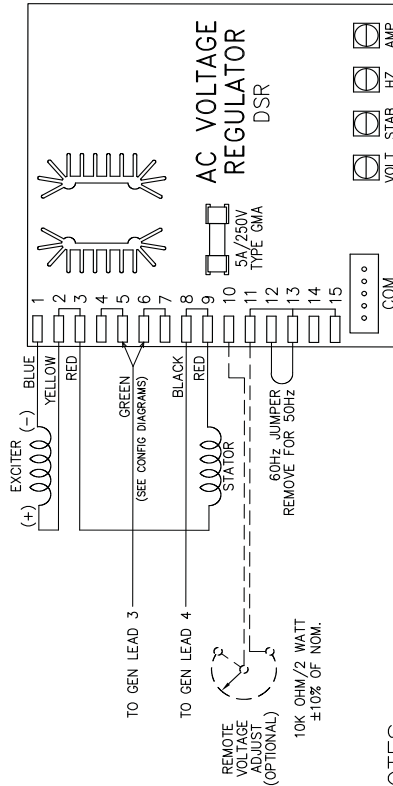 AC VOLTAGE
REGULATOR
DSR
5A/250V
TYPE GMA
VOLT
STAB
HZ
AMP
COM
1
2
3
4
5
6
7
8
9
10
11
12
13
14
15
BLUE
YELLOW
RED
GREEN
(SEE CONFIG DIAGRAMS)
BLACK
RED
EXCITER
(+)
(-)
STATOR
60Hz JUMPER
REMOVE FOR 50Hz
TO GEN LEAD 3
TO GEN LEAD 4
REMOTE
VOLTAGE
ADJUST
(OPTIONAL)
10K OHM/2 WATT
±10% OF NOM.